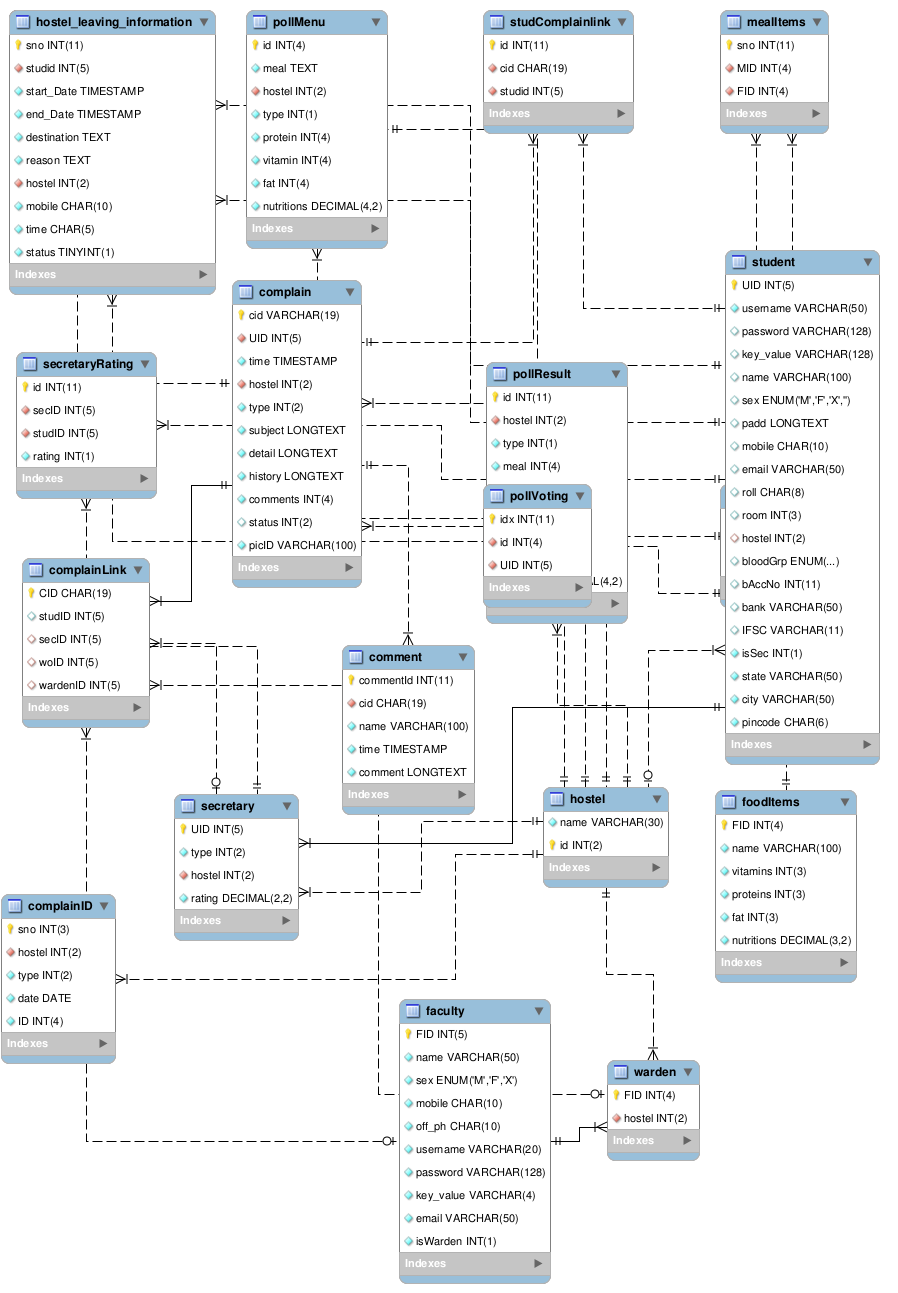 hostel_leaving_information
sno INT(11)
studid INT(5)
start_Date TIMESTAMP
end_Date TIMESTAMP
destination TEXT
reason TEXT
hostel INT(2)
mobile CHAR(10)
time CHAR(5)
status TINYINT(1)
Indexes
pollMenu
id INT(4)
meal TEXT
hostel INT(2)
type INT(1)
protein INT(4)
vitamin INT(4)
fat INT(4)
nutritions DECIMAL(4,2)
Indexes
studComplainlink
id INT(11)
cid CHAR(19)
studid INT(5)
Indexes
mealItems
sno INT(11)
MID INT(4)
FID INT(4)
Indexes
student
UID INT(5)
username VARCHAR(50)
password VARCHAR(128)
key_value VARCHAR(128)
name VARCHAR(100)
sex ENUM('M','F','X','')
padd LONGTEXT
mobile CHAR(10)
email VARCHAR(50)
roll CHAR(8)
room INT(3)
hostel INT(2)
bloodGrp ENUM(...)
bAccNo INT(11)
bank VARCHAR(50)
IFSC VARCHAR(11)
isSec INT(1)
state VARCHAR(50)
city VARCHAR(50)
pincode CHAR(6)
Indexes
complain
cid VARCHAR(19)
UID INT(5)
time TIMESTAMP
hostel INT(2)
type INT(2)
subject LONGTEXT
detail LONGTEXT
history LONGTEXT
comments INT(4)
status INT(2)
picID VARCHAR(100)
Indexes
secretaryRating
id INT(11)
secID INT(5)
studID INT(5)
rating INT(1)
Indexes
pollResult
id INT(11)
hostel INT(2)
type INT(1)
meal INT(4)
L(4,2)
pollVoting
idx INT(11)
id INT(4)
UID INT(5)
complainLink
CID CHAR(19)
studID INT(5)
secID INT(5)
woID INT(5)
wardenID INT(5)
Indexes
comment
commentId INT(11)
cid CHAR(19)
name VARCHAR(100)
time TIMESTAMP
comment LONGTEXT
Indexes
secretary
UID INT(5)
type INT(2)
hostel INT(2)
rating DECIMAL(2,2)
Indexes
hostel
name VARCHAR(30)
id INT(2)
Indexes
foodItems
FID INT(4)
name VARCHAR(100)
vitamins INT(3)
proteins INT(3)
fat INT(3)
nutritions DECIMAL(3,2)
Indexes
complainID
sno INT(3)
hostel INT(2)
type INT(2)
date DATE
ID INT(4)
Indexes
faculty
FID INT(5)
name VARCHAR(50)
sex ENUM('M','F','X')
mobile CHAR(10)
off_ph CHAR(10)
username VARCHAR(20)
password VARCHAR(128)
key_value VARCHAR(4)
email VARCHAR(50)
isWarden INT(1)
Indexes
warden
FID INT(4)
hostel INT(2)
Indexes